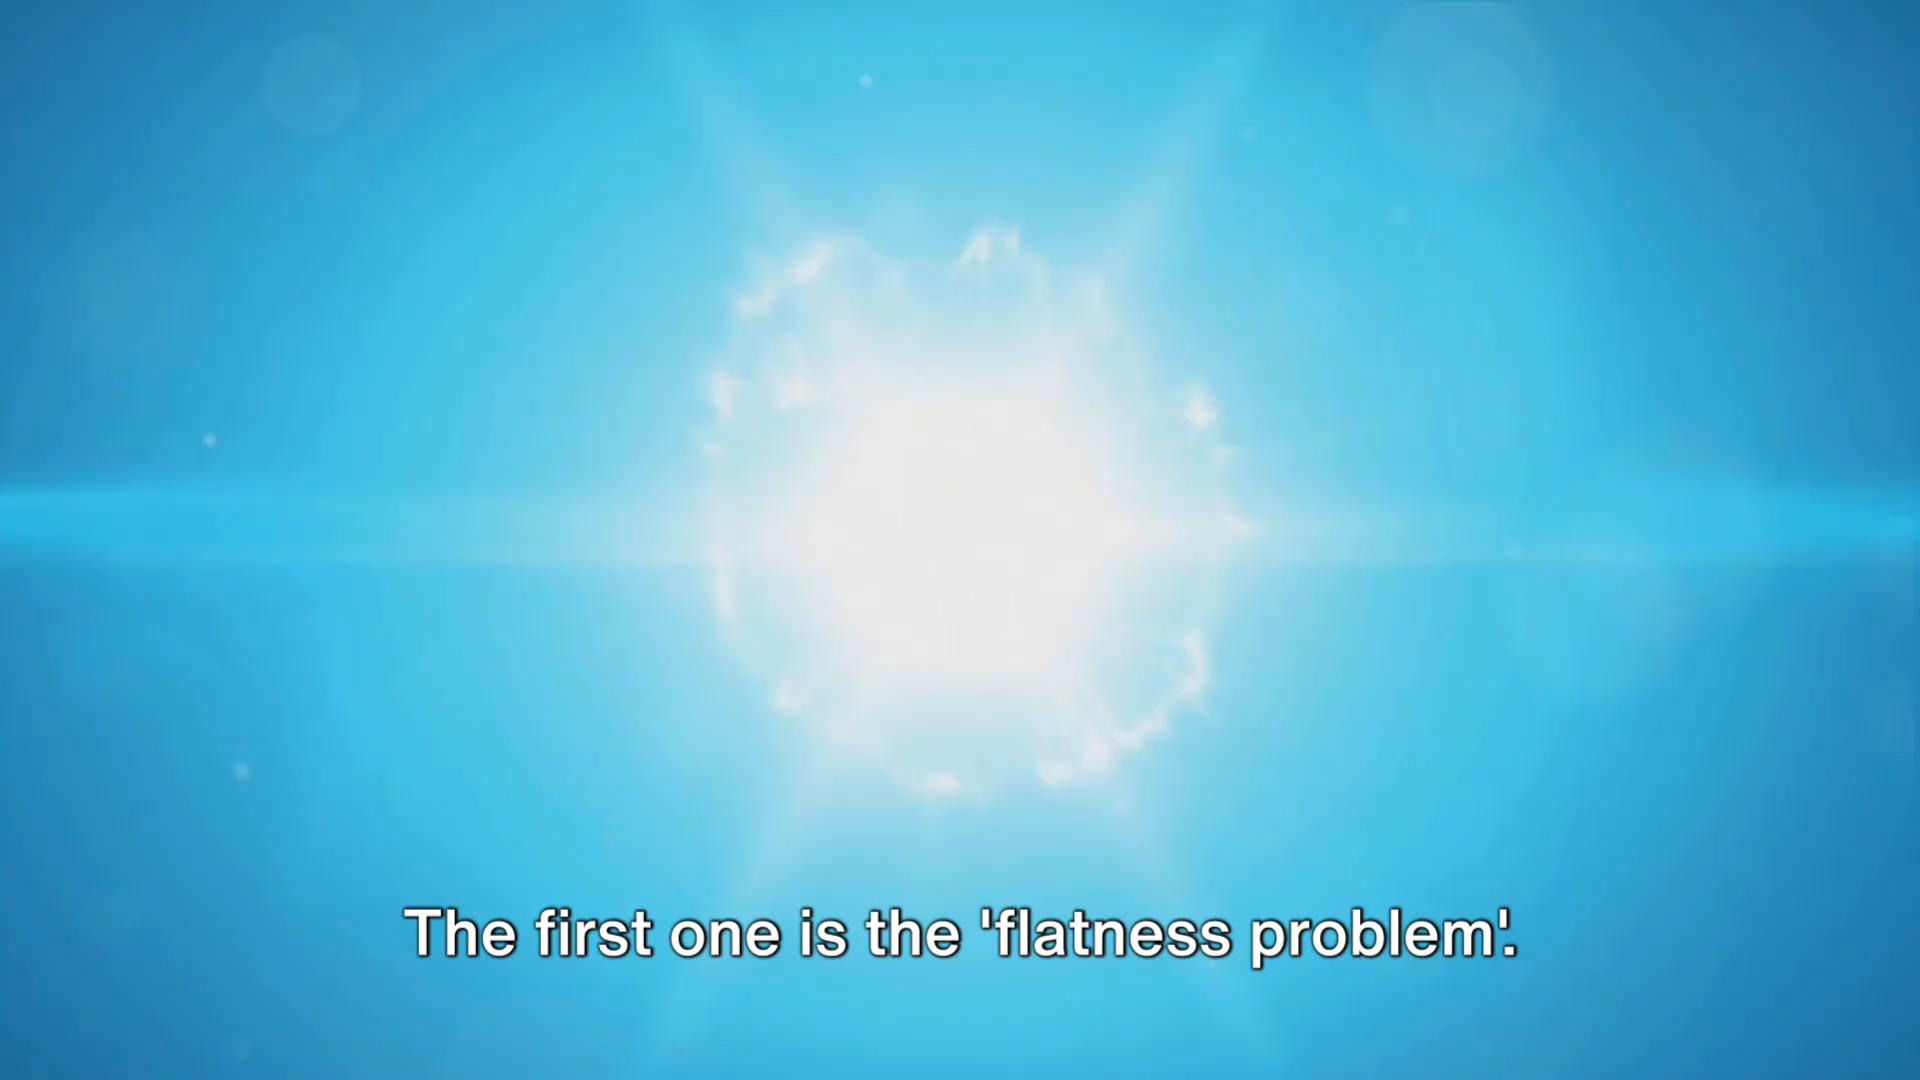 The first one is the 'flatness problem'.